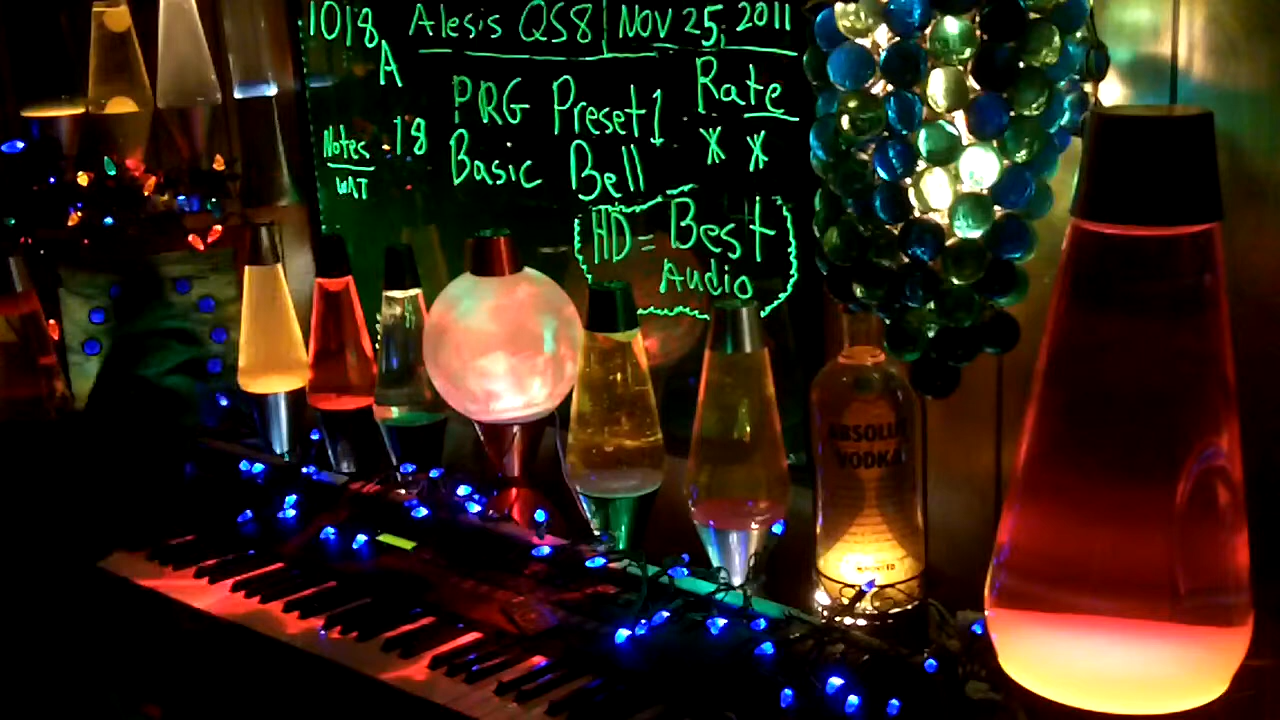 1018 Alesis QS8 NOV 25, 2011
A
PRG Preset 1 Rate
Notes 18 Basic Bell * *
WAT
HD = Best
Audio
ABSOLUT
VODKA